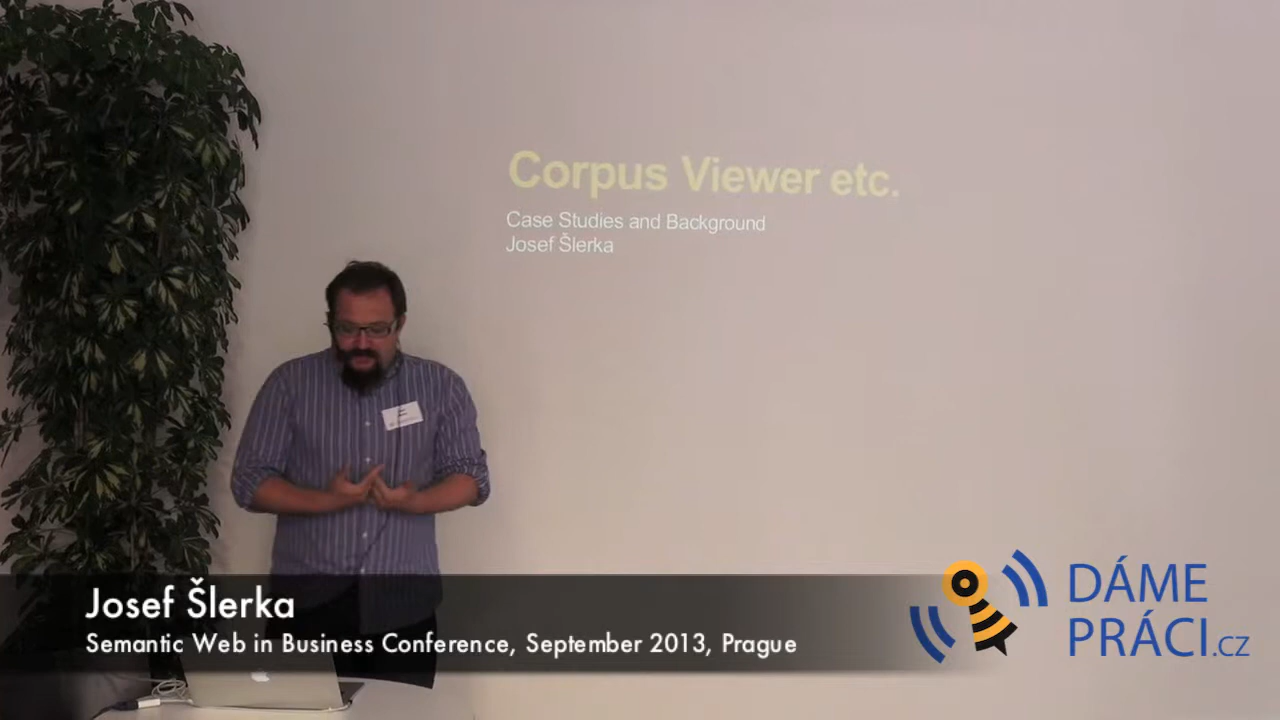 Corpus Viewer etc.
Case Studies and Background
Josef Šlerka
Josef Šlerka
Semantic Web in Business Conference, September 2013, Prague
DÁME
PRÁCI.cz